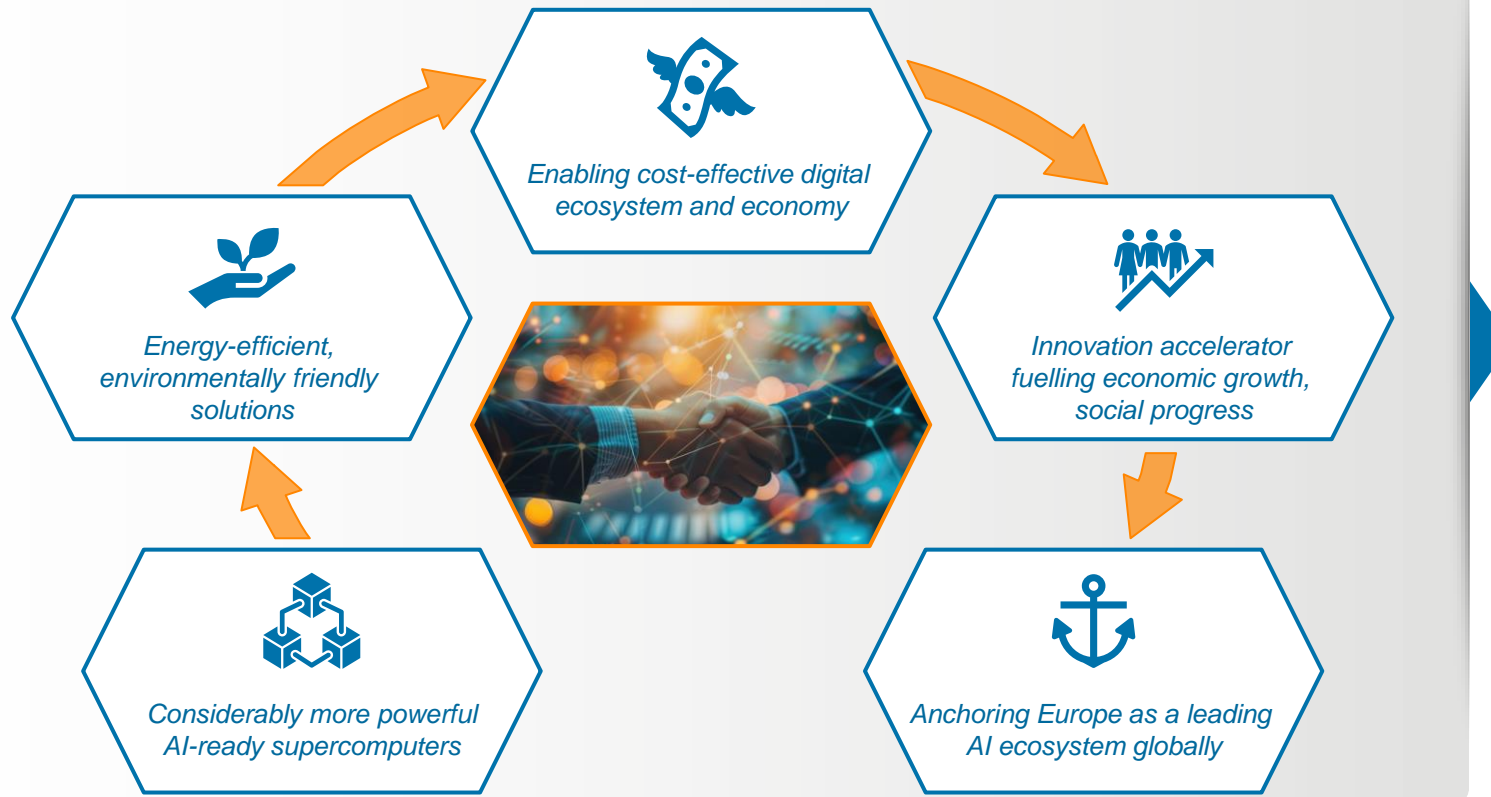 Enabling cost-effective digital
ecosystem and economy
Energy-efficient,
environmentally friendly
solutions
Innovation accelerator
fuelling economic growth,
social progress
Considerably more powerful
AI-ready supercomputers
Anchoring Europe as a leading
AI ecosystem globally